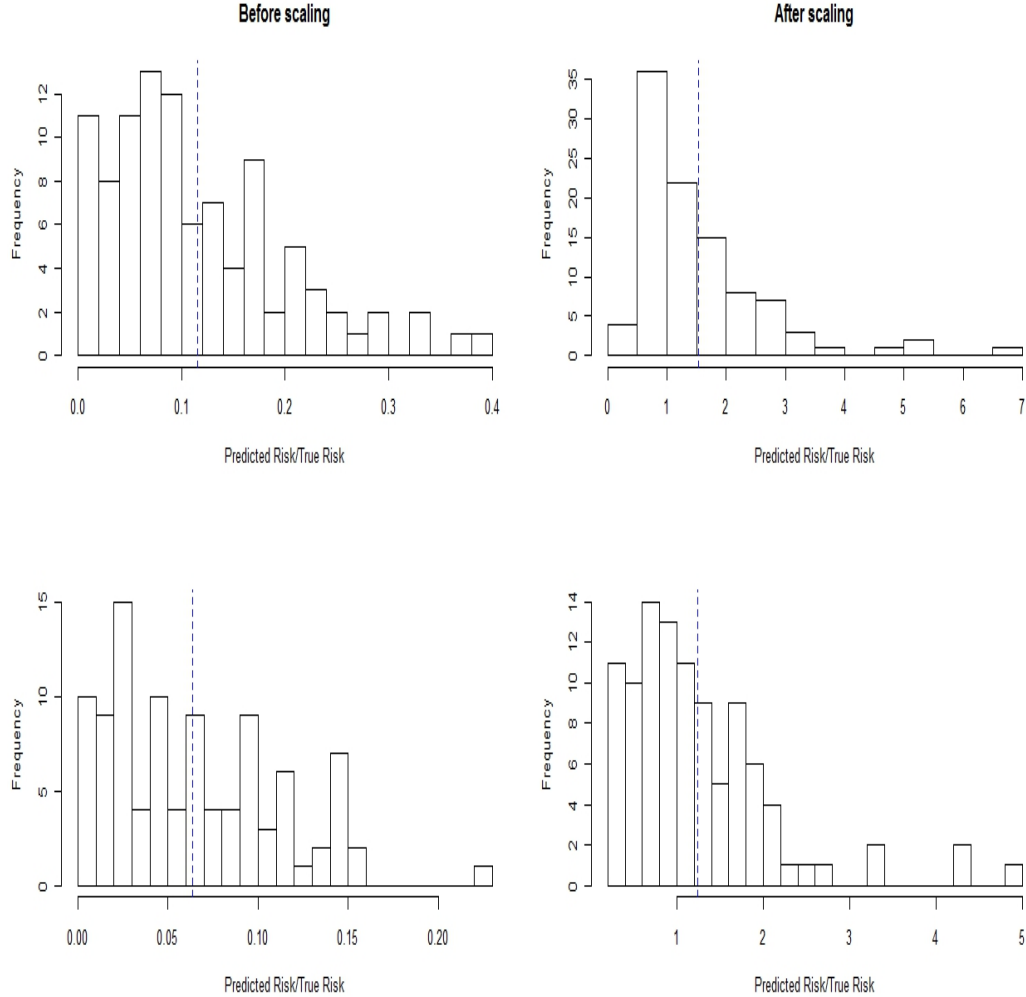 Before scaling
Frequency
0 2 4 6 8 10 12
0.0 0.1 0.2 0.3 0.4
Predicted Risk/True Risk
After scaling
Frequency
0 5 10 15 20 25 30 35
0 1 2 3 4 5 6 7
Predicted Risk/True Risk
Frequency
0 5 10 15
0.00 0.05 0.10 0.15 0.20
Predicted Risk/True Risk
Frequency
0 2 4 6 8 10 12 14
1 2 3 4 5
Predicted Risk/True Risk